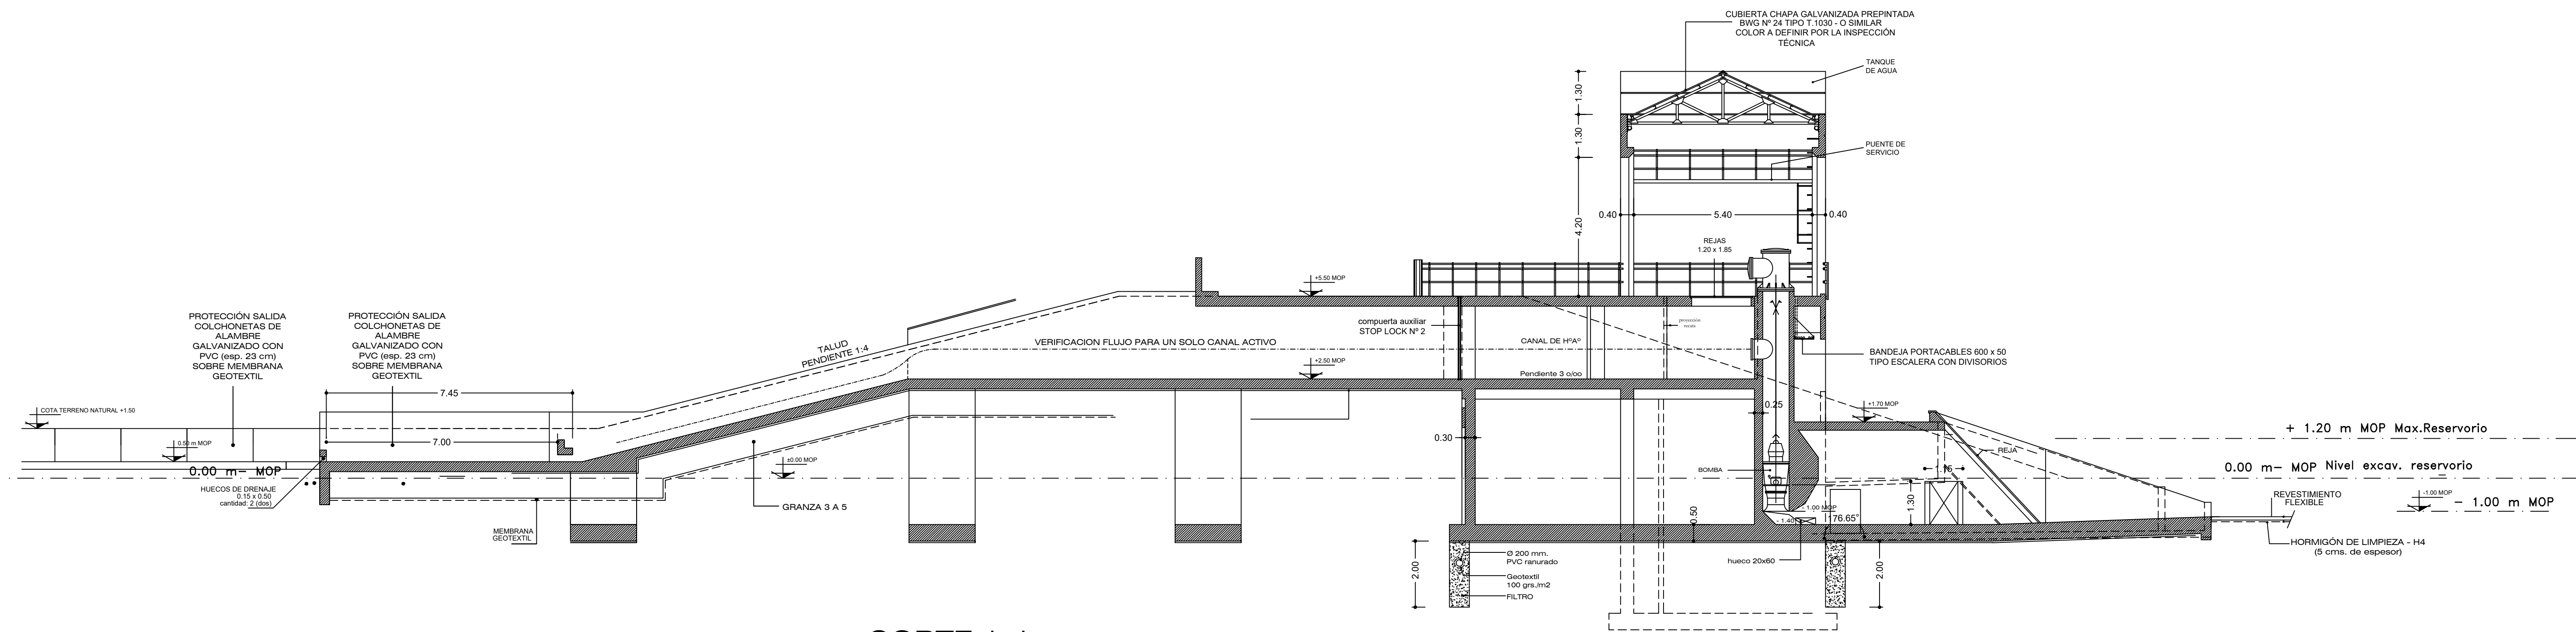 CUBIERTA CHAPA GALVANIZADA PREPINTADA
BWG Nº 24 TIPO T.1030 - O SIMILAR
COLOR A DEFINIR POR LA INSPECCIÓN
TÉCNICA
TANQUE
DE AGUA
1.30
1.30
PUENTE DE
SERVICIO
4.20
0.40
5.40
0.40
REJAS
1.20 x 1.85
+5.50 MOP
PROTECCIÓN SALIDA
COLCHONETAS DE
ALAMBRE
GALVANIZADO CON
PVC (esp. 23 cm)
SOBRE MEMBRANA
GEOTEXTIL
PROTECCIÓN SALIDA
COLCHONETAS DE
ALAMBRE
GALVANIZADO CON
PVC (esp. 23 cm)
SOBRE MEMBRANA
GEOTEXTIL
TALUD
PENDIENTE 1:4
VERIFICACION FLUJO PARA UN SOLO CANAL ACTIVO
compuerta auxiliar
STOP LOCK Nº 2
proyección
CANAL DE HºAº
+2.50 MOP
Pendiente 3 o/oo
BANDEJA PORTACABLES 600 x 50
TIPO ESCALERA CON DIVISORIOS
7.45
COTA TERRENO NATURAL +1.50
0.25
+1.70 MOP
0.50 m MOP
7.00
0.30
+ 1.20 m MOP Max.Reservorio
0.00 m- MOP
±0.00 MOP
BOMBA
1.15
REJA
0.00 m- MOP Nivel excav. reservorio
HUECOS DE DRENAJE
0.15 x 0.50
cantidad: 2 (dos)
GRANZA 3 A 5
0.50
- 1.00 MOP
- 1.40
176.65°
1.30
REVESTIMIENTO
FLEXIBLE
-1.00 MOP
- 1.00 m MOP
MEMBRANA
GEOTEXTIL
HORMIGÓN DE LIMPIEZA - H4
(5 cms. de espesor)
2.00
Ø 200 mm.
PVC ranurado
Geotextil
100 grs./m2
FILTRO
hueco 20x60
2.00
CORTE